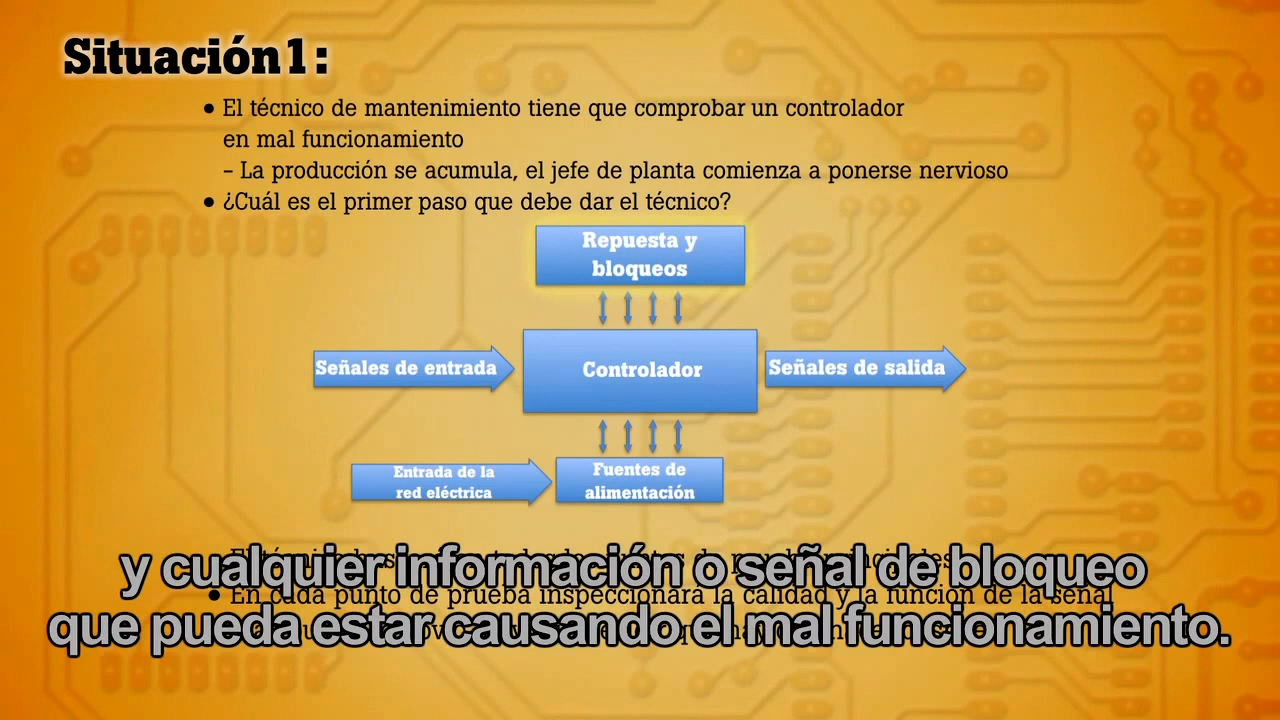 Situación 1:
• El técnico de mantenimiento tiene que comprobar un controlador
en mal funcionamiento
– La producción se acumula, el jefe de planta comienza a ponerse nervioso
• ¿Cuál es el primer paso que debe dar el técnico?
Repuesta y
bloqueos
Señales de entrada
Controlador
Señales de salida
Entrada de la
red eléctrica
Fuentes de
alimentación
• En cada punto de prueba inspeccionará la calidad y la función de la señal
y cualquier información o señal de bloqueo
que pueda estar causando el mal funcionamiento.